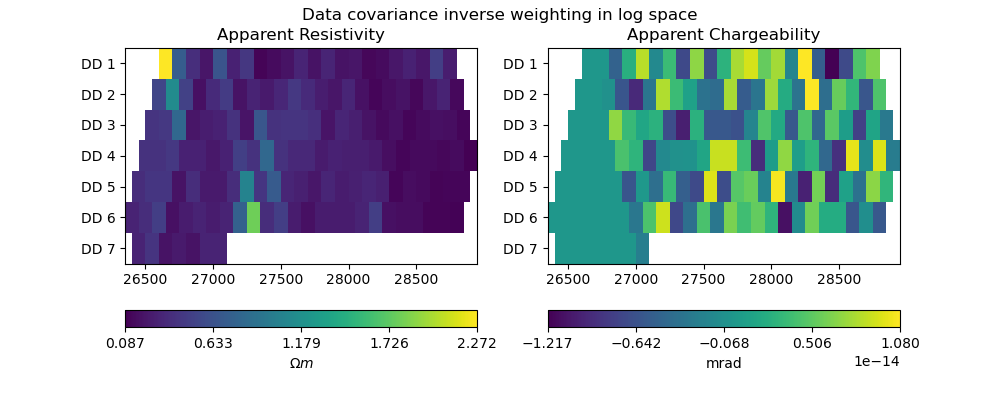 Data covariance inverse weighting in log space
Apparent Resistivity
Apparent Chargeability
DD 1
DD 2
DD 3
DD 4
DD 5
DD 6
DD 7
26500 27000 27500 28000 28500
0.087 0.633 1.179 1.726 2.272
Ωm
DD 1
DD 2
DD 3
DD 4
DD 5
DD 6
DD 7
26500 27000 27500 28000 28500
−1.217 −0.642 −0.068 0.506 1.080
1e−14
mrad